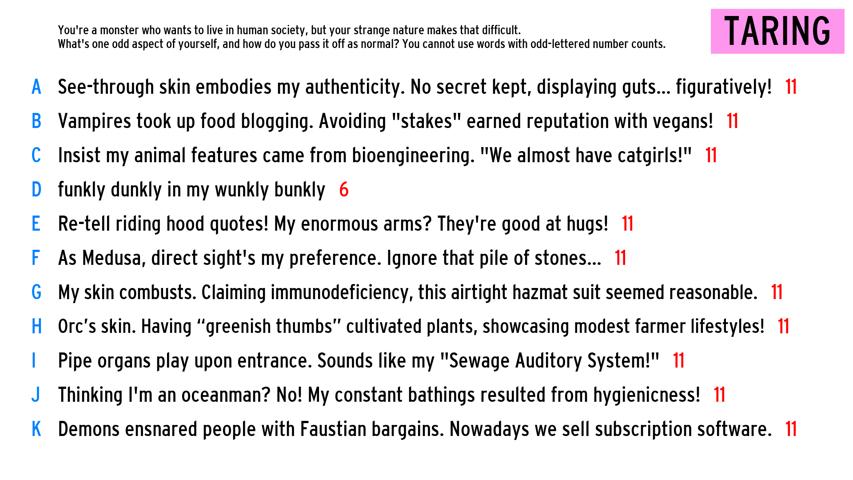 You're a monster who wants to live in human society, but your strange nature makes that difficult.
What's one odd aspect of yourself, and how do you pass it off as normal? You cannot use words with odd-lettered number counts.
TARING
A See-through skin embodies my authenticity. No secret kept, displaying guts... figuratively! 11
B Vampires took up food blogging. Avoiding "stakes" earned reputation with vegans! 11
C Insist my animal features came from bioengineering. "We almost have catgirls!" 11
D funkly dunkly in my wunkly bunkly 6
E Re-tell riding hood quotes! My enormous arms? They're good at hugs! 11
F As Medusa, direct sight's my preference. Ignore that pile of stones... 11
G My skin combusts. Claiming immunodeficiency, this airtight hazmat suit seemed reasonable. 11
H Orc’s skin. Having “greenish thumbs” cultivated plants, showcasing modest farmer lifestyles! 11
I Pipe organs play upon entrance. Sounds like my "Sewage Auditory System!" 11
J Thinking I'm an oceanman? No! My constant bathings resulted from hygienicness! 11
K Demons ensnared people with Faustian bargains. Nowadays we sell subscription software. 11